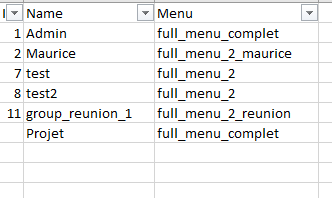 I Name Menu
1 Admin full_menu_complet
2 Maurice full_menu_2_maurice
7 test full_menu_2
8 test2 full_menu_2
11 group_reunion_1 full_menu_2_reunion
Projet full_menu_complet